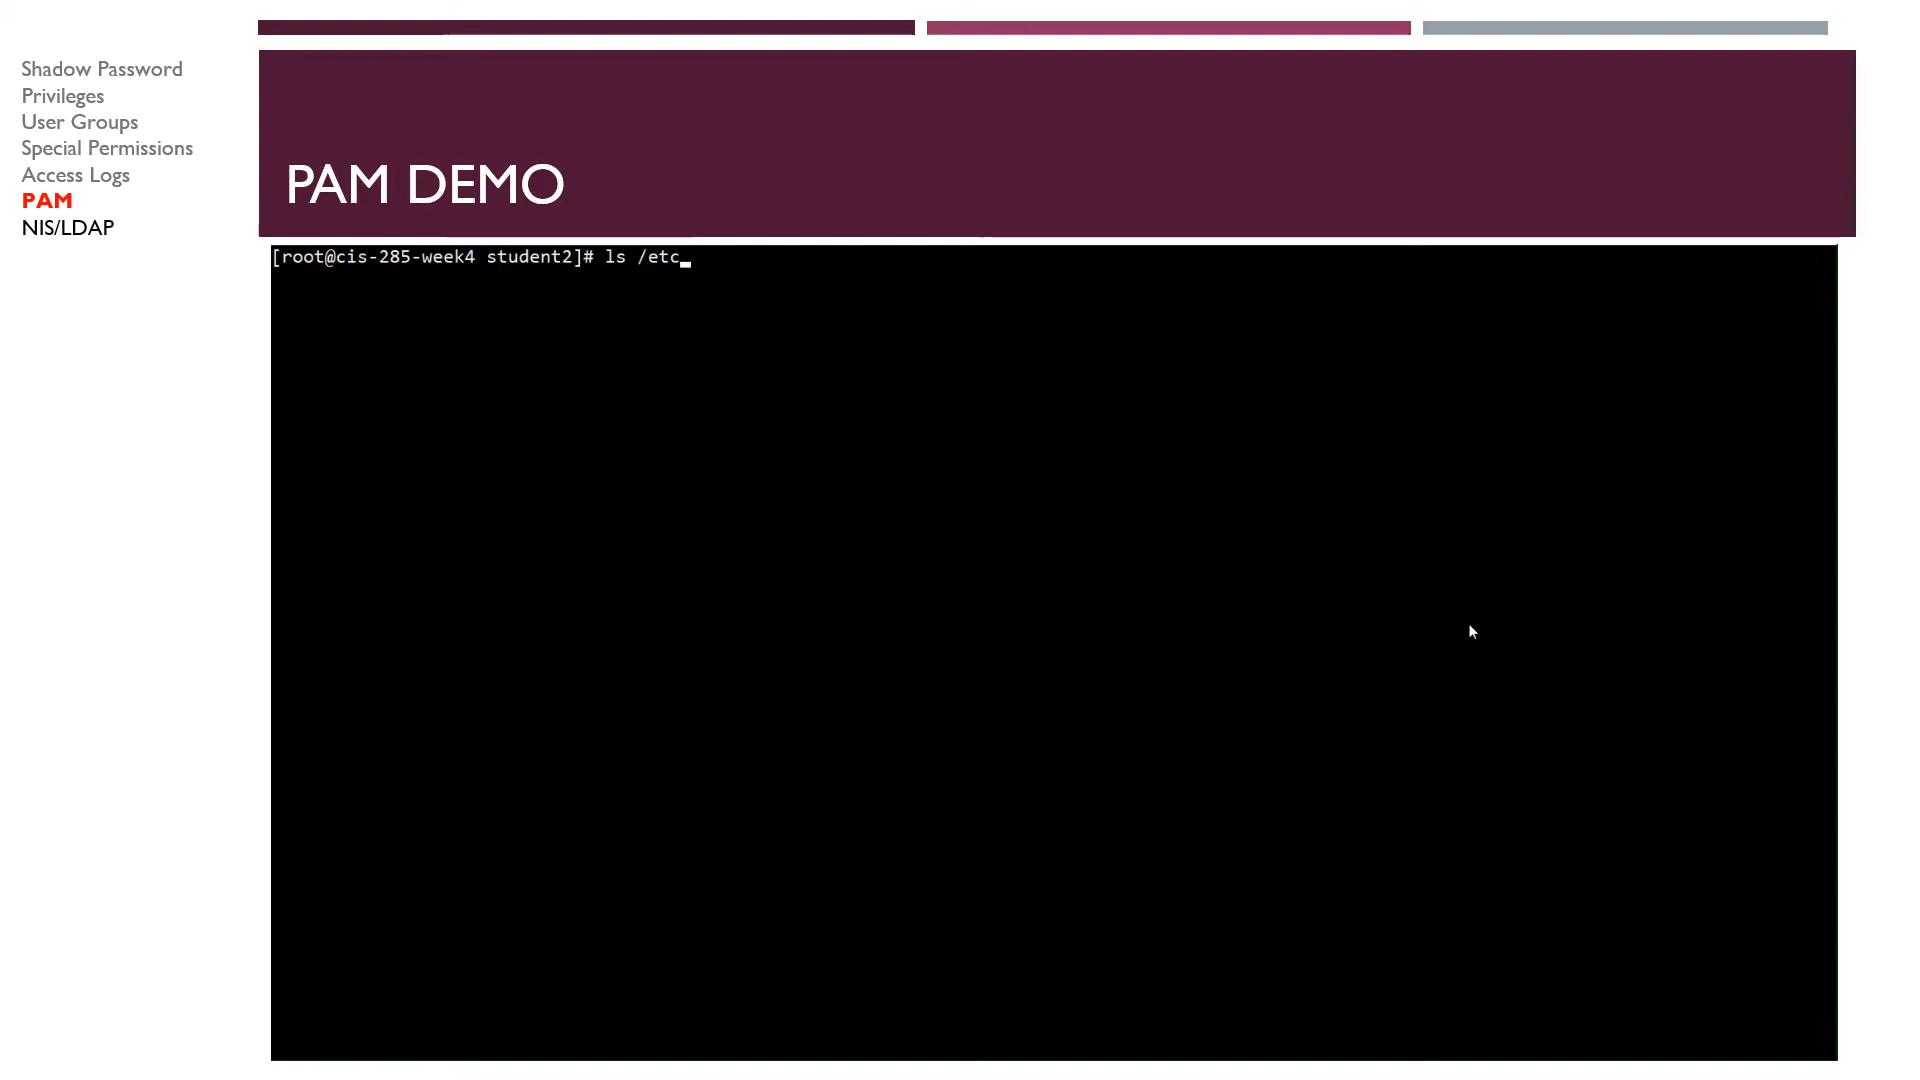 Shadow Password
Privileges
User Groups
Special Permissions
Access Logs
PAM
NIS/LDAP
PAM DEMO
[root@cis-285-week4 student2]# ls /etc